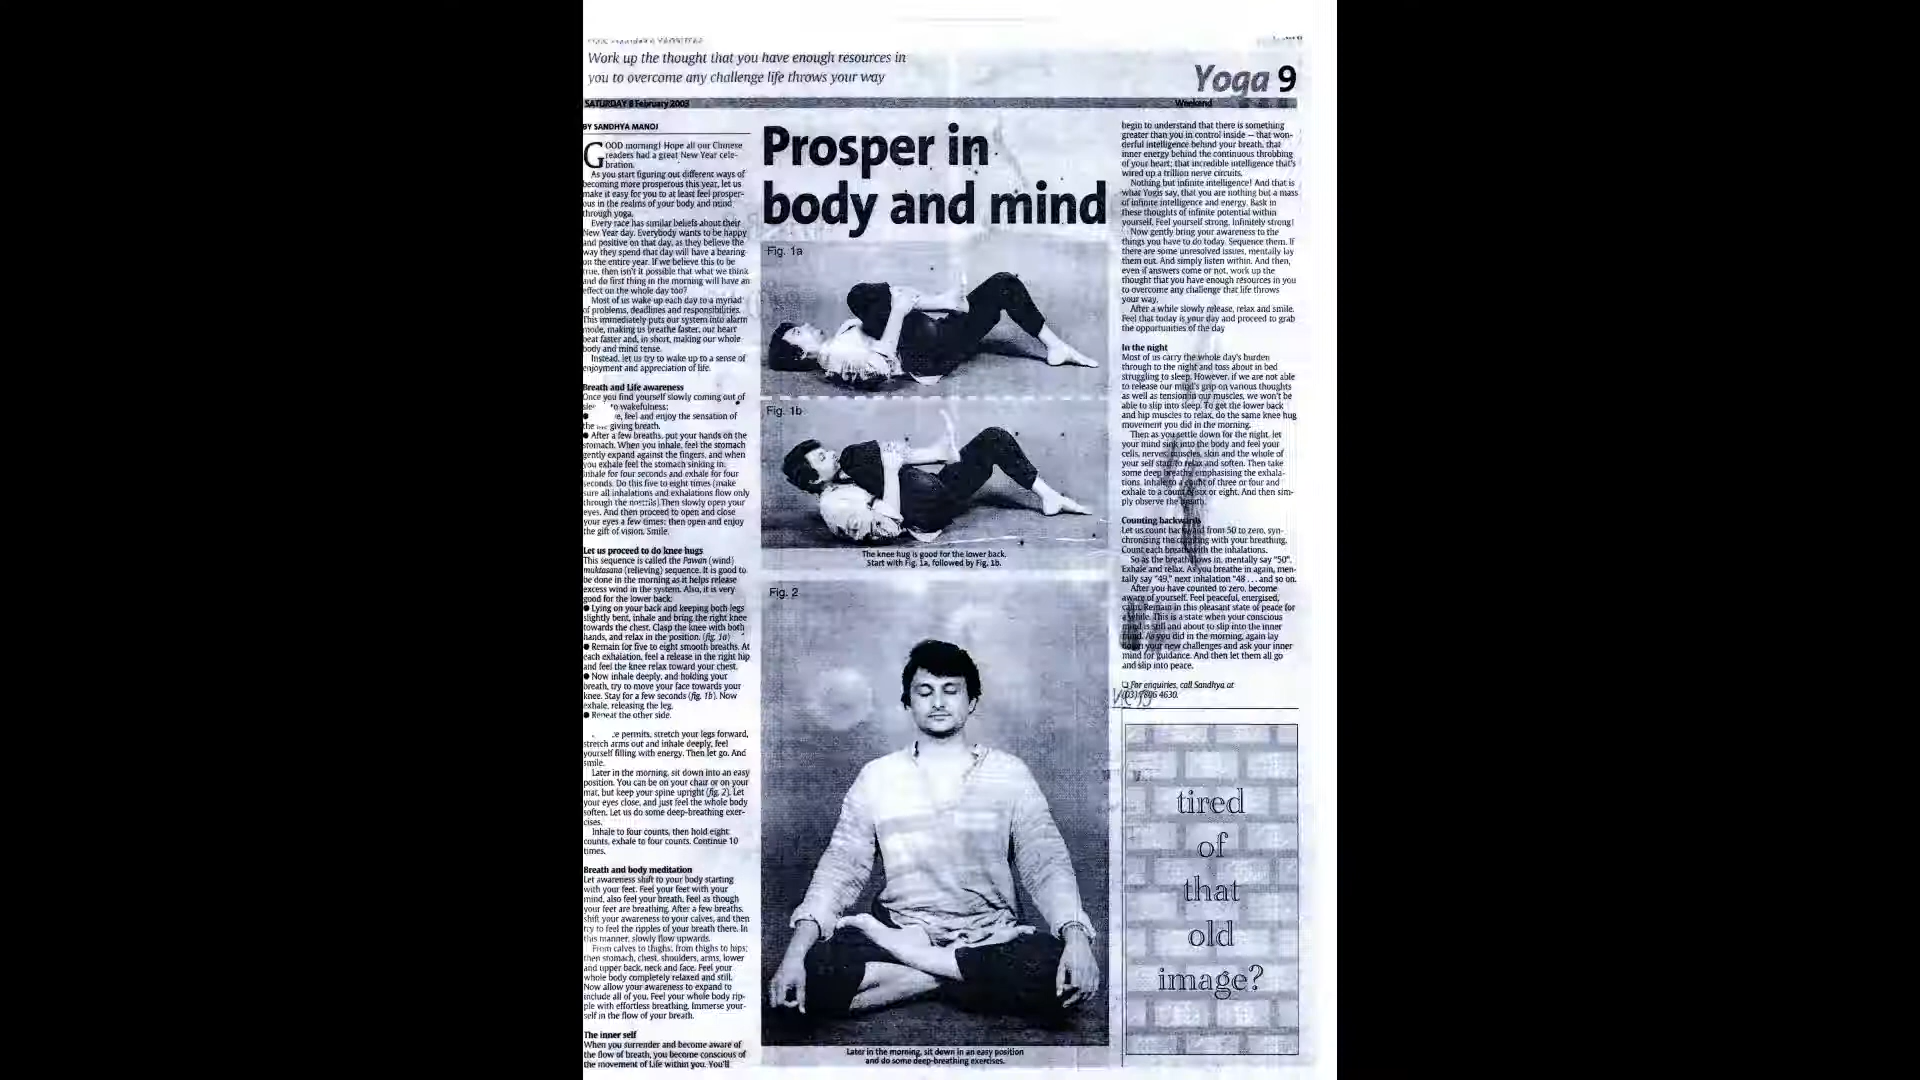 Work up the thought that you have enough resources in
you to overcome any challenge life throws your way
Yoga 9
SATURDAY 8 February 2003
Weekend
BY SANDHYA MANOJ
Prosper in
body and mind
GOOD morning! Hope all our Chinese
readers had a great New Year cele-
bration.
As you start figuring out different ways of
becoming more prosperous this year, let us
make it easy for you to at least feel prosper-
ous in the realms of your body and mind
through yoga.
Every race has similar beliefs about their
New Year day. Everybody wants to be happy
and positive on that day, as they believe the
way they spend that day will have a bearing
on the entire year. If we believe this to be
true, then isn't it possible that what we think
and do first thing in the morning will have an
effect on the whole day too?
Most of us wake up each day to a myriad
of problems, deadlines and responsibilities.
This immediately puts our system into alarm
mode, making us breathe faster, our heart
beat faster and, in short, making our whole
body and mind tense.
Instead, let us try to wake up to a sense of
enjoyment and appreciation of life.
Breath and Life awareness
Once you find yourself slowly coming out of
to wakefulness:
● feel and enjoy the sensation of
the giving breath.
● After a few breaths, put your hands on the
stomach. When you inhale, feel the stomach
gently expand against the fingers, and when
you exhale feel the stomach sinking in.
Inhale for four seconds and exhale for four
seconds. Do this five to eight times (make
sure all inhalations and exhalations flow only
through the nostrils) Then slowly open your
eyes. And then proceed to open and close
your eyes a few times; then open and enjoy
the gift of vision. Smile.
Let us proceed to do knee hugs
This sequence is called the Pawan (wind)
muktasana (relieving) sequence. It is good to
be done in the morning as it helps release
excess wind in the system. Also, it is very
good for the lower back:
● Lying on your back and keeping both legs
slightly bent, inhale and bring the right knee
towards the chest. Clasp the knee with both
hands, and relax in the position. (fig. 1a)
● Remain for five to eight smooth breaths. At
each exhalation, feel a release in the right hip
and feel the knee relax toward your chest.
● Now inhale deeply, and holding your
breath, try to move your face towards your
knee. Stay for a few seconds (fig. 1b). Now
exhale, releasing the leg.
● Repeat the other side.
permits, stretch your legs forward,
stretch arms out and inhale deeply, feel
yourself filling with energy. Then let go. And
smile.
Later in the morning, sit down into an easy
position. You can be on your chair or on your
mat, but keep your spine upright (fig. 2). Let
your eyes close, and just feel the whole body
soften. Let us do some deep-breathing exer-
cises.
Inhale to four counts, then hold eight
counts, exhale to four counts. Continue 10
times.
Breath and body meditation
Let awareness shift to your body starting
with your feet. Feel your feet with your
mind, also feel your breath. Feel as though
your feet are breathing. After a few breaths,
shift your awareness to your calves, and then
try to feel the ripples of your breath there. In
this manner, slowly flow upwards.
From calves to thighs; from thighs to hips;
then stomach, chest, shoulders, arms, lower
and upper back, neck and face. Feel your
whole body completely relaxed and still.
Now allow your awareness to expand to
include all of you. Feel your whole body rip-
ple with effortless breathing. Immerse your-
self in the flow of your breath.
The inner self
When you surrender and become aware of
the flow of breath, you become conscious of
the movement of Life within you. You'll
Fig. 1a
Fig. 1b
The knee hug is good for the lower back.
Start with Fig. 1a, followed by Fig. 1b.
Fig. 2
Later in the morning, sit down in an easy position
and do some deep-breathing exercises.
begin to understand that there is something
greater than you in control inside — that won-
derful intelligence behind your breath, that
inner energy behind the continuous throbbing
of your heart; that incredible intelligence that's
wired up a trillion nerve circuits.
Nothing but infinite intelligence! And that is
what Yogis say, that you are nothing but a mass
of infinite intelligence and energy. Bask in
these thoughts of infinite potential within
yourself. Feel yourself strong. Infinitely strong!
Now gently bring your awareness to the
things you have to do today. Sequence them. If
there are some unresolved issues, mentally lay
them out. And simply listen within. And then,
even if answers come or not, work up the
thought that you have enough resources in you
to overcome any challenge that life throws
your way.
After a while slowly release, relax and smile.
Feel that today is your day and proceed to grab
the opportunities of the day
In the night
Most of us carry the whole day's burden
through to the night and toss about in bed
struggling to sleep. However, if we are not able
to release our mind's grip on various thoughts
as well as tension in our muscles, we won't be
able to slip into sleep. To get the lower back
and hip muscles to relax, do the same knee hug
movement you did in the morning.
Then as you settle down for the night, let
your mind sink into the body and feel your
cells, nerves, muscles, skin and the whole of
your self start to relax and soften. Then take
some deep breaths emphasising the exhala-
tions. Inhale to a count of three or four and
exhale to a count of six or eight. And then sim-
ply observe the breath.
Counting backwards
Let us count backward from 50 to zero, syn-
chronising the counting with your breathing.
Count each breath with the inhalations.
So as the breath flows in, mentally say "50".
Exhale and relax. As you breathe in again, men-
tally say "49," next inhalation "48 . . . and so on.
After you have counted to zero, become
aware of yourself. Feel peaceful, energised,
calm. Remain in this pleasant state of peace for
a while. This is a state when your conscious
mind is still and about to slip into the inner
mind. As you did in the morning, again lay
down your new challenges and ask your inner
mind for guidance. And then let them all go
and slip into peace.
❑ For enquiries, call Sandhya at
4630.
tired
of
that
old
image?